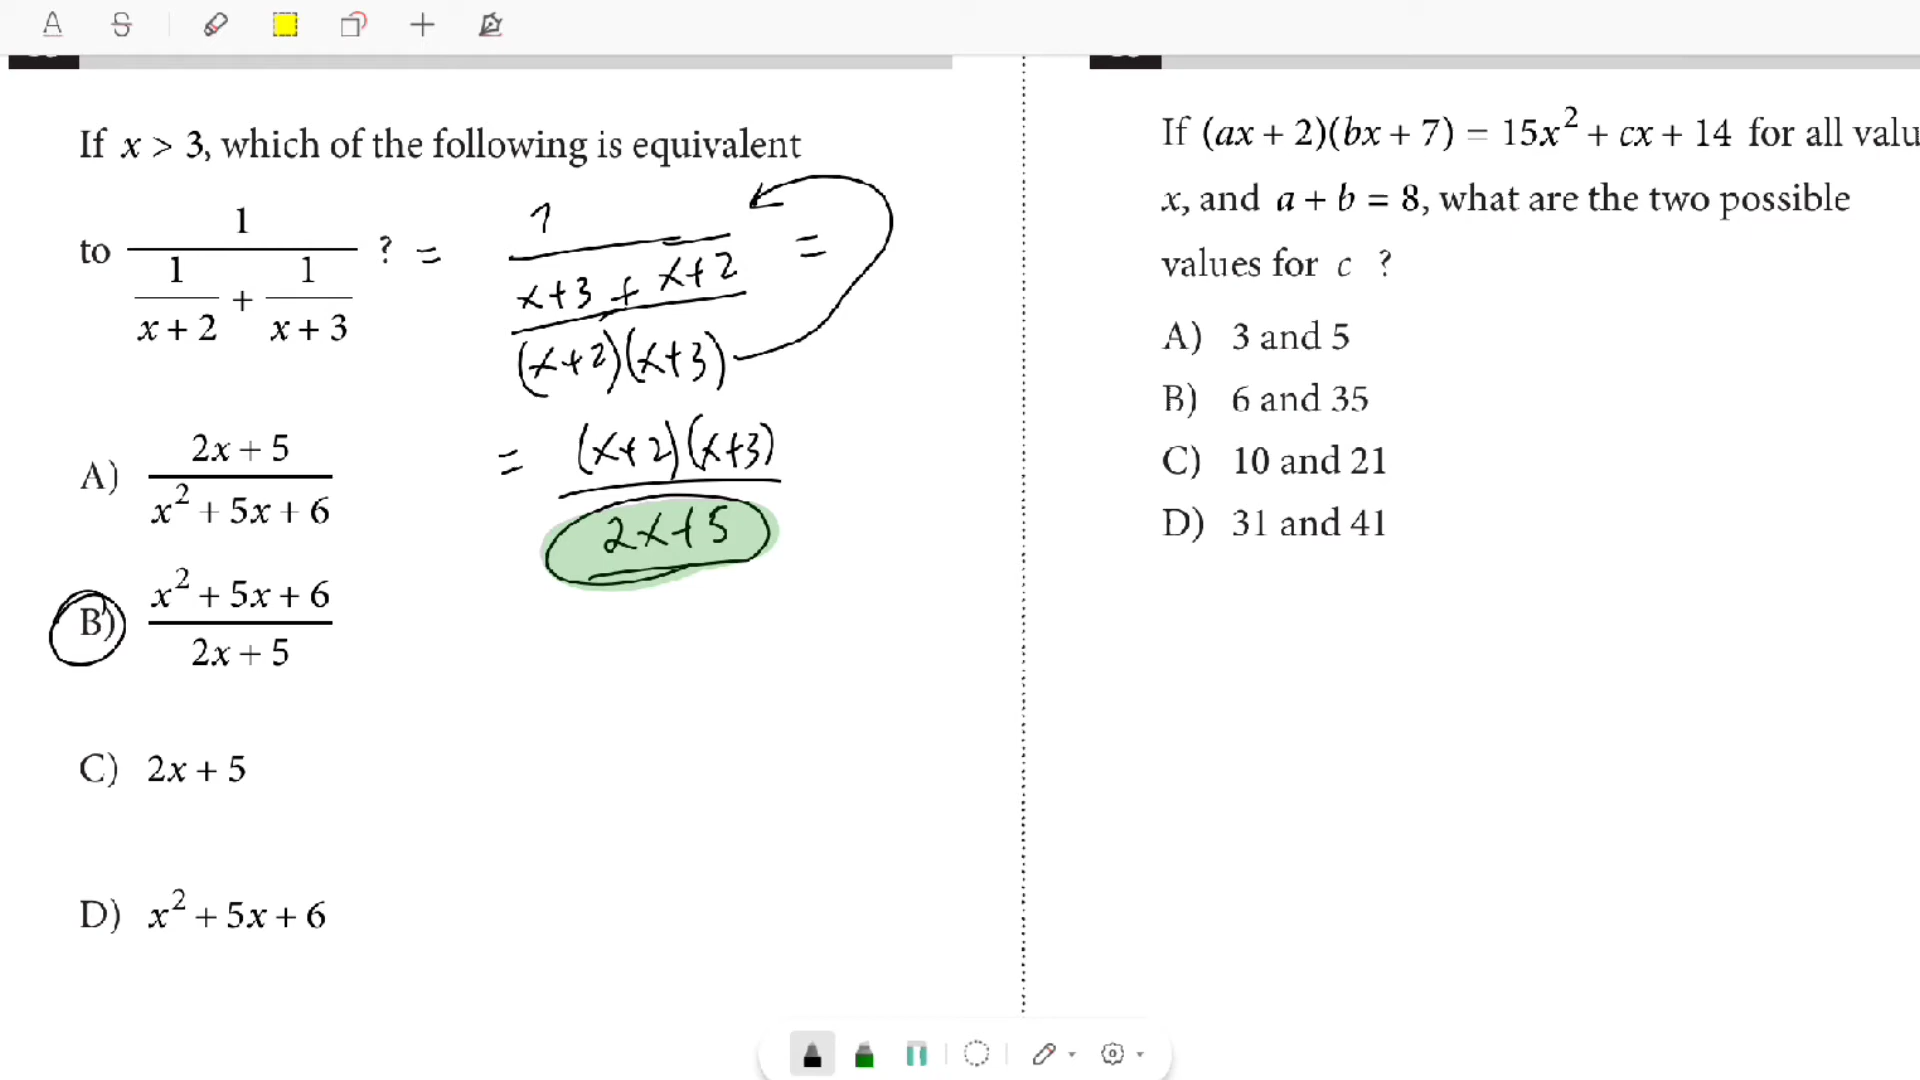 If x > 3, which of the following is equivalent
to 1 / (1/(x + 2) + 1/(x + 3)) ? = 1 / ((x+3 + x+2) / ((x+2)(x+3))) =
= (x+2)(x+3) / (2x+5)
A) (2x + 5) / (x² + 5x + 6)
B) (x² + 5x + 6) / (2x + 5)
C) 2x + 5
D) x² + 5x + 6
If (ax + 2)(bx + 7) = 15x² + cx + 14 for all valu
x, and a + b = 8, what are the two possible
values for c ?
A) 3 and 5
B) 6 and 35
C) 10 and 21
D) 31 and 41